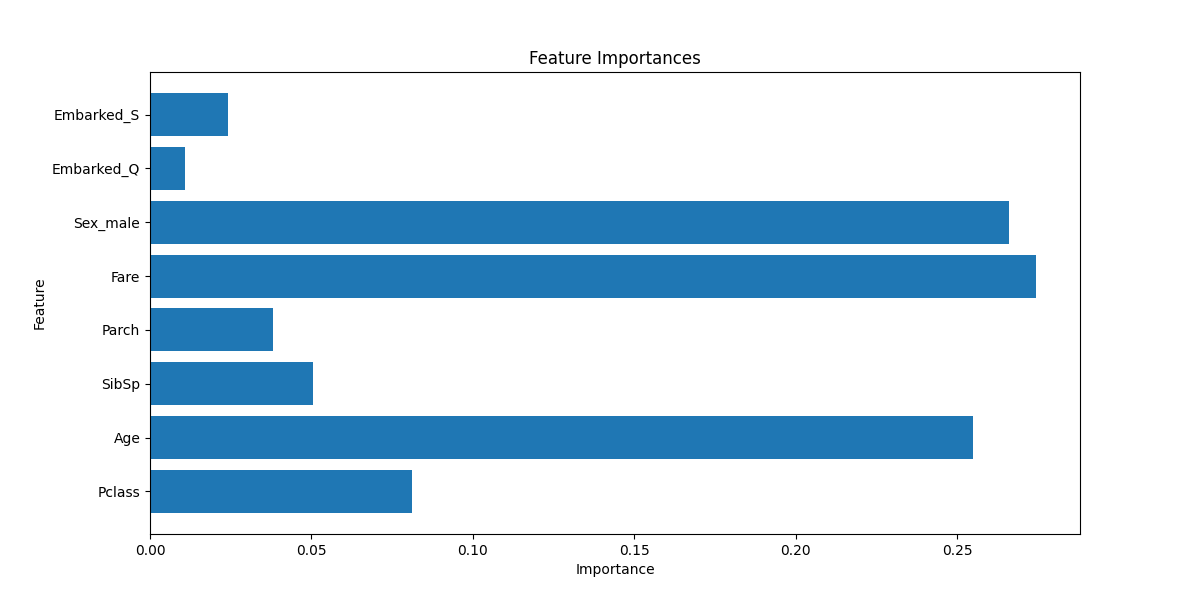 Feature Importances
Embarked_S
Embarked_Q
Sex_male
Fare
Parch
SibSp
Age
Pclass
Feature
0.00 0.05 0.10 0.15 0.20 0.25
Importance